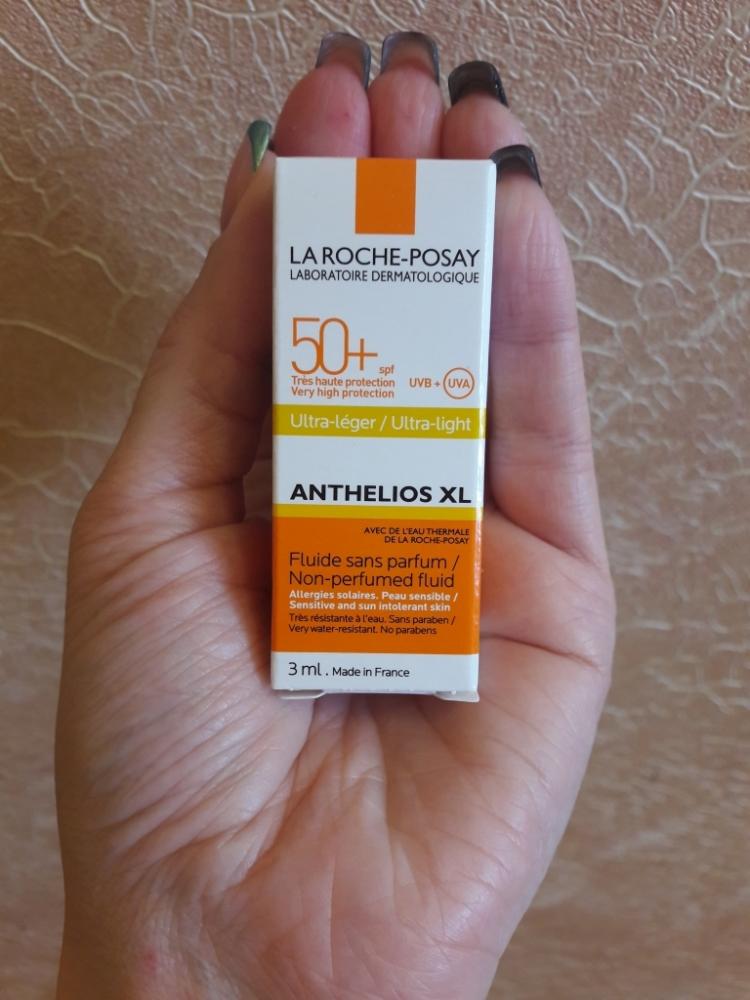 LA ROCHE-POSAY
LABORATOIRE DERMATOLOGIQUE
50+ spf
Très haute protection
Very high protection
UVB + UVA
Ultra-léger / Ultra-light
ANTHELIOS XL
AVEC DE L'EAU THERMALE
DE LA ROCHE-POSAY
Fluide sans parfum /
Non-perfumed fluid
Allergies solaires. Peau sensible /
Sensitive and sun intolerant skin
Très résistante à l'eau. Sans paraben /
Very water-resistant. No parabens
3 ml . Made in France